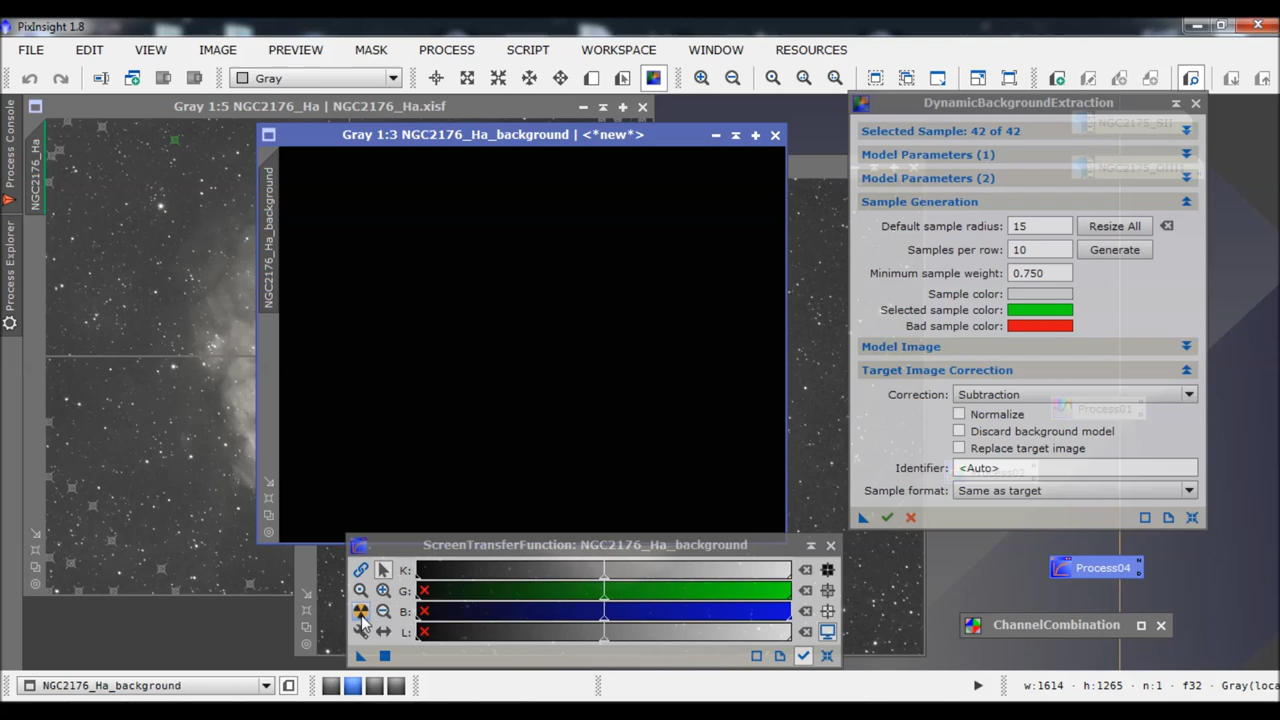 PixInsight 1.8
FILE EDIT VIEW IMAGE PREVIEW MASK PROCESS SCRIPT WORKSPACE WINDOW RESOURCES
Gray
Gray 1:5 NGC2176_Ha | NGC2176_Ha.xisf
Process Console
Process Explorer
NGC2176_Ha
Gray 1:3 NGC2176_Ha_background | <*new*>
NGC2176_Ha_background
DynamicBackgroundExtraction
Selected Sample: 42 of 42
Model Parameters (1)
Model Parameters (2)
Sample Generation
Default sample radius: 15 Resize All
Samples per row: 10 Generate
Minimum sample weight: 0.750
Sample color:
Selected sample color:
Bad sample color:
Model Image
Target Image Correction
Correction: Subtraction
Normalize
Discard background model
Replace target image
Identifier: <Auto>
Sample format: Same as target
NGC2175_SII
Process01
Process04
ChannelCombination
ScreenTransferFunction: NGC2176_Ha_background
K:
G:
B:
L:
NGC2176_Ha_background
w:1614 · h:1265 · n:1 · f32 · Gray(loca